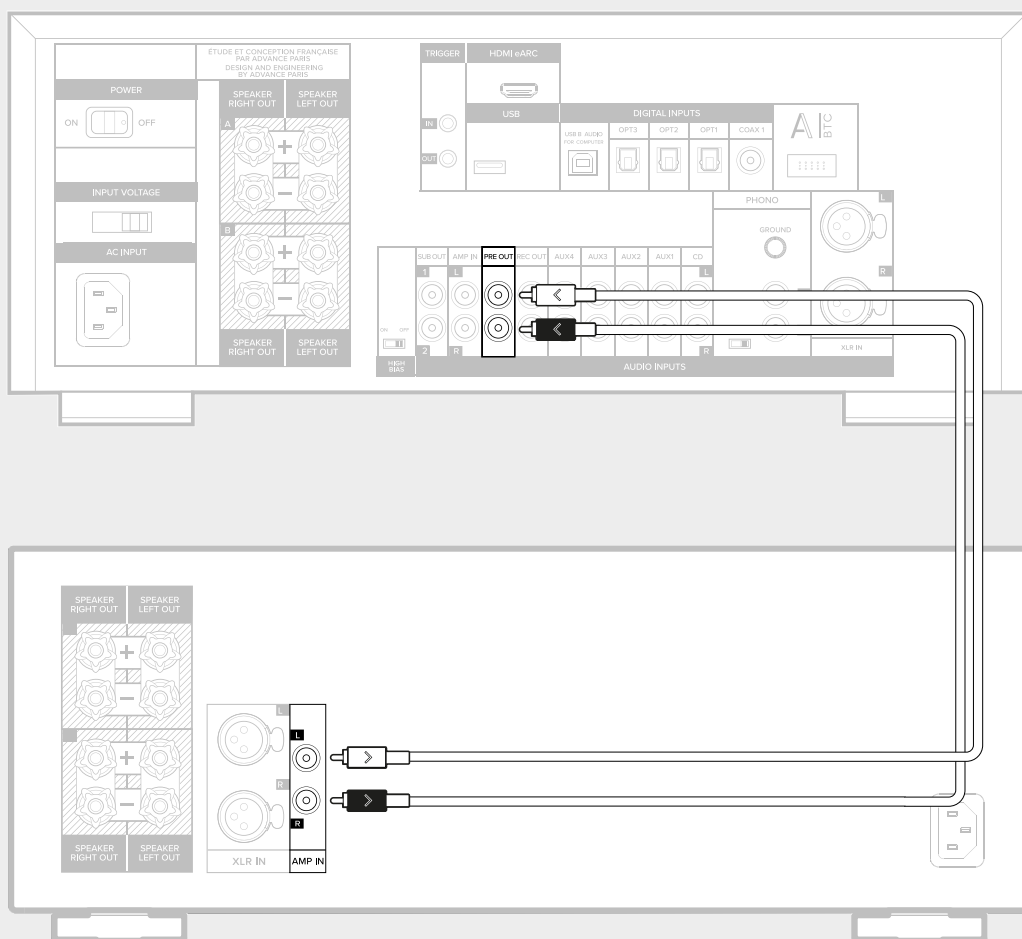 ÉTUDE ET CONCEPTION FRANÇAISE
PAR ADVANCE PARIS
DESIGN AND ENGINEERING
BY ADVANCE PARIS
POWER
ON
OFF
INPUT VOLTAGE
AC INPUT
SPEAKER
RIGHT OUT
SPEAKER
LEFT OUT
A
+
−
B
+
−
SPEAKER
RIGHT OUT
SPEAKER
LEFT OUT
TRIGGER
IN
OUT
HDMI eARC
USB
DIGITAL INPUTS
USB B AUDIO
FOR COMPUTER
OPT3
OPT2
OPT1
COAX 1
A
BTC
PHONO
GROUND
L
R
XLR IN
ON
OFF
HIGH
BIAS
SUB OUT
AMP IN
PRE OUT
REC OUT
AUX4
AUX3
AUX2
AUX1
CD
1
L
L
2
R
R
AUDIO INPUTS
SPEAKER
RIGHT OUT
SPEAKER
LEFT OUT
+
−
+
−
SPEAKER
RIGHT OUT
SPEAKER
LEFT OUT
L
R
XLR IN
L
R
AMP IN